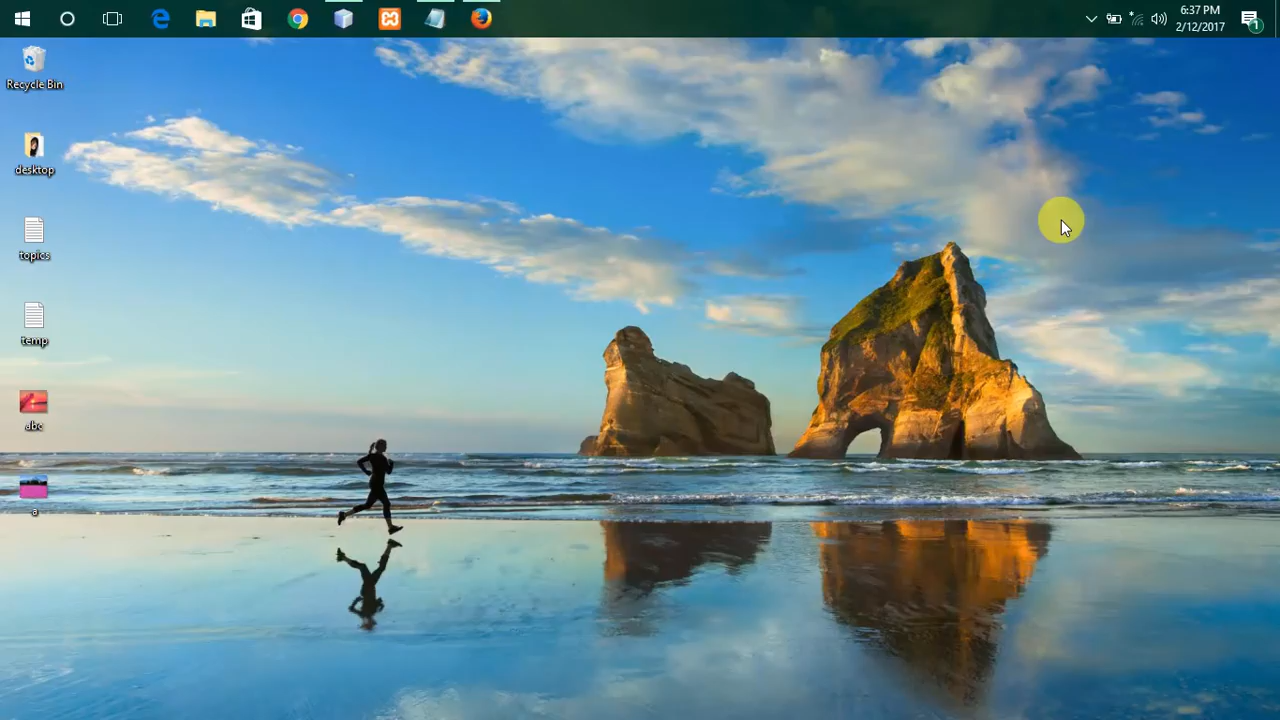 6:37 PM
2/12/2017
1
Recycle Bin
desktop
topics
temp
abc
a